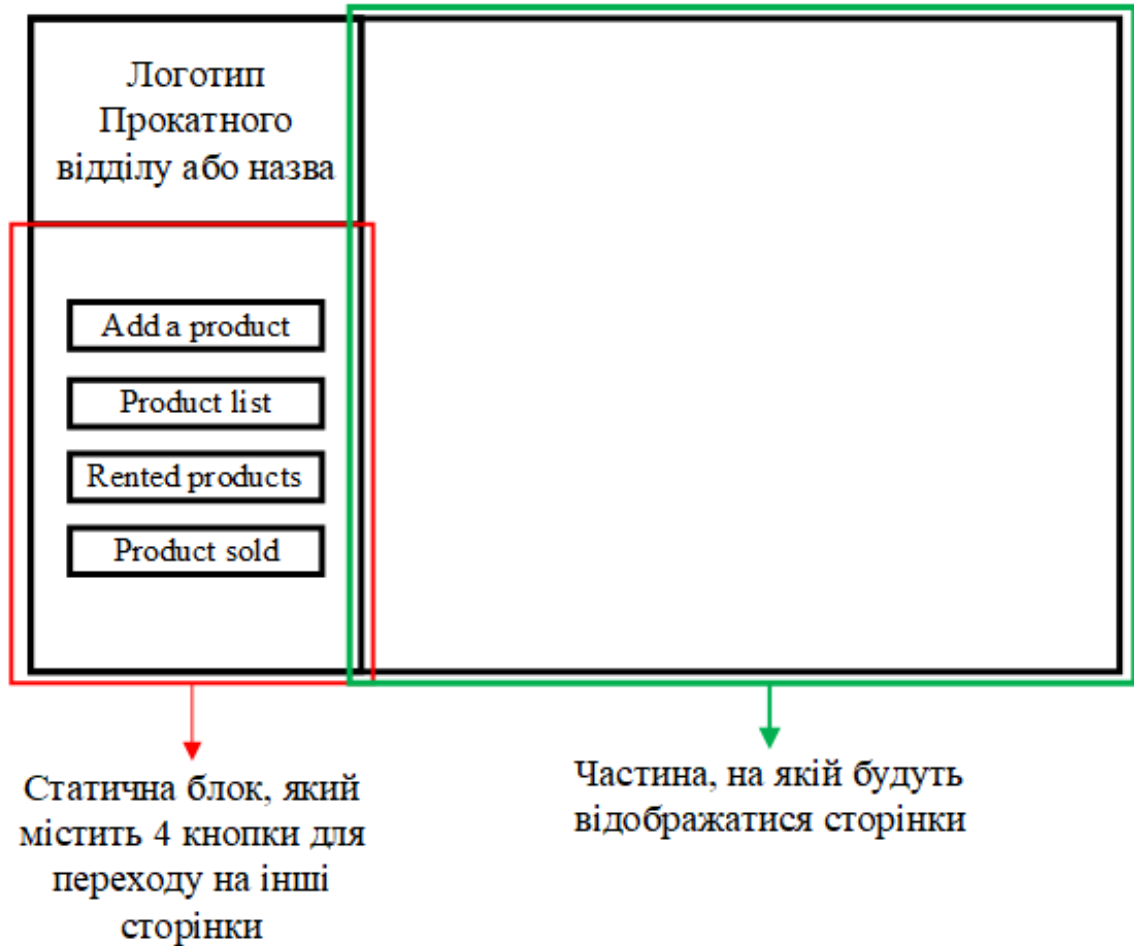 Логотип
Прокатного
відділу або назва
Add a product
Product list
Rented products
Product sold
Статична блок, який
містить 4 кнопки для
переходу на інші
сторінки
Частина, на якій будуть
відображатися сторінки